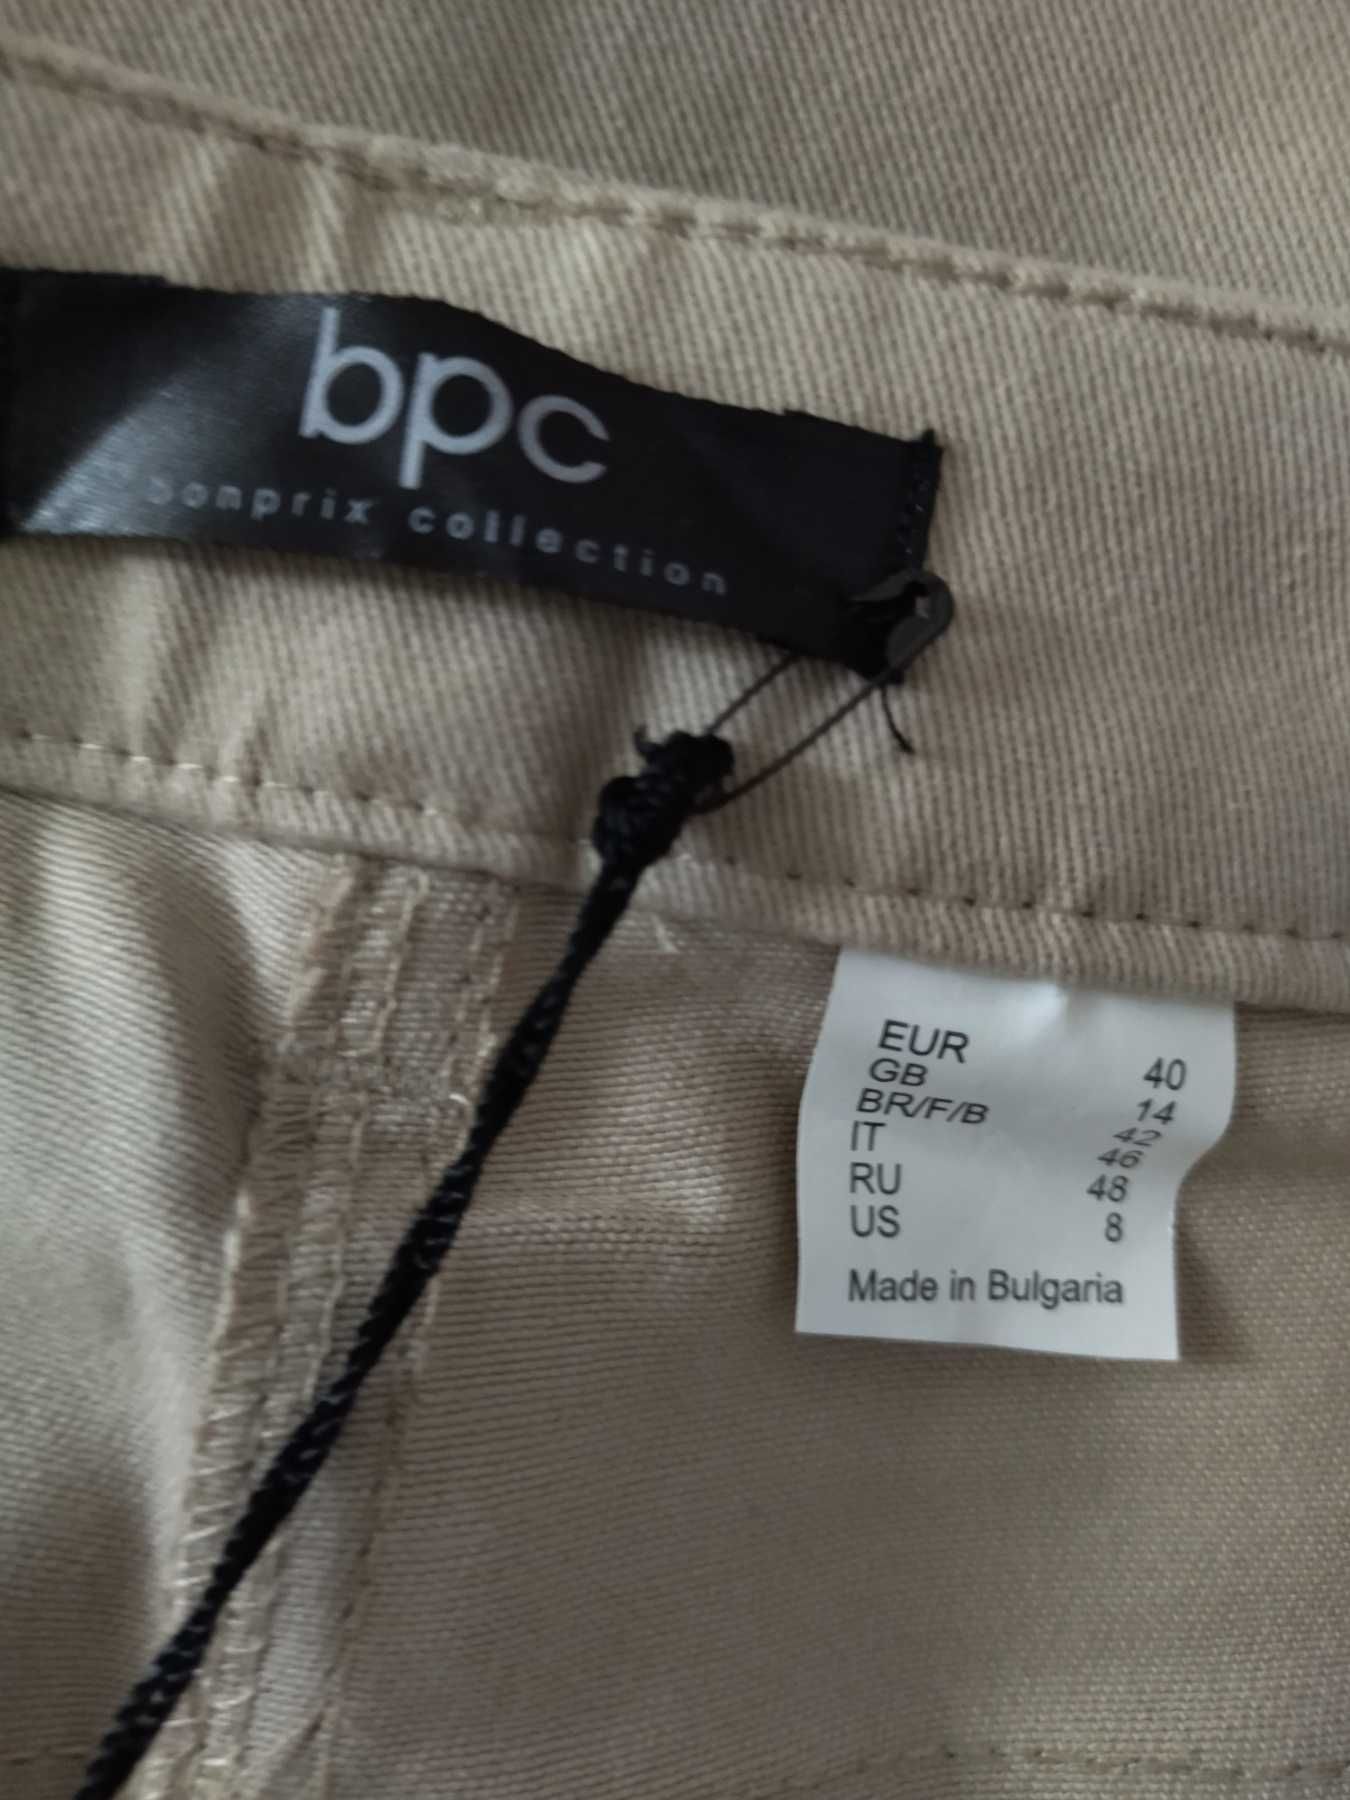 bpc
bonprix collection
EUR 40
GB 14
BR/F/B 42
IT 46
RU 48
US 8
Made in Bulgaria